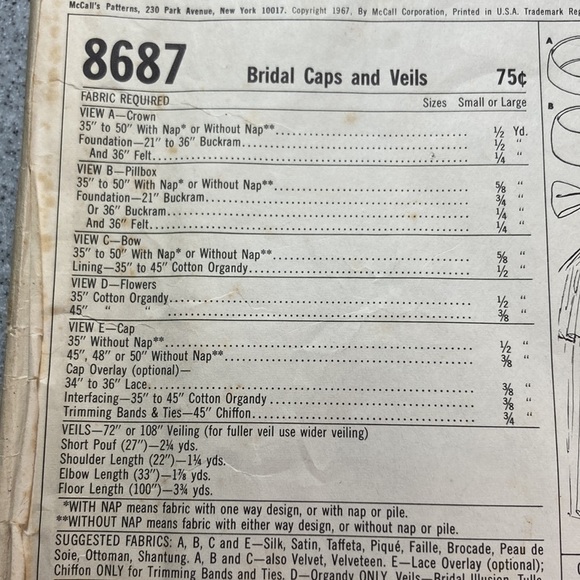 McCall's Patterns, 230 Park Avenue, New York 10017. Copyright 1967, By McCall Corporation, Printed in U.S.A. Trademark Reg
8687 Bridal Caps and Veils 75¢
FABRIC REQUIRED Sizes Small or Large
VIEW A—Crown
35" to 50" With Nap* or Without Nap** ½ Yd.
Foundation—21" to 36" Buckram ½ "
And 36" Felt ¼ "
VIEW B—Pillbox
35" to 50" With Nap* or Without Nap** ⅝ "
Foundation—21" Buckram ¾ "
Or 36" Buckram ¼ "
And 36" Felt ¼ "
VIEW C—Bow
35" to 50" With Nap* or Without Nap** ⅝ "
Lining—35" to 45" Cotton Organdy ½ "
VIEW D—Flowers
35" Cotton Organdy ½ "
45" " " ⅜ "
VIEW E—Cap
35" Without Nap** ½ "
45", 48" or 50" Without Nap** ⅜ "
Cap Overlay (optional)—
34" to 36" Lace ⅜ "
Interfacing—35" to 45" Cotton Organdy ⅜ "
Trimming Bands & Ties—45" Chiffon ¾ "
VEILS—72" or 108" Veiling (for fuller veil use wider veiling)
Short Pouf (27")—2¼ yds.
Shoulder Length (22")—1¼ yds.
Elbow Length (33")—1⅞ yds.
Floor Length (100")—3¾ yds.
*WITH NAP means fabric with one way design, or with nap or pile.
**WITHOUT NAP means fabric with either way design, or without nap or pile.
SUGGESTED FABRICS: A, B, C and E—Silk, Satin, Taffeta, Piqué, Faille, Brocade, Peau de
Soie, Ottoman, Shantung. A, B and C—also Velvet, Velveteen. E—Lace Overlay (optional);
Chiffon ONLY for Trimming Bands and Ties. D—Organdy ONLY. Veils—Bridal Illusion, Tulle
A
B